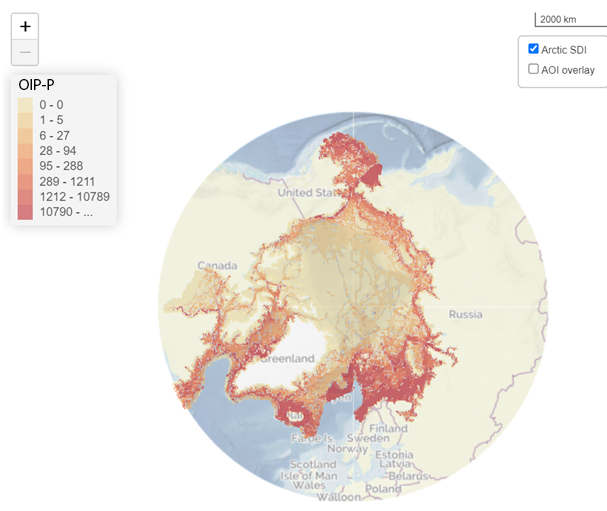 +
−
2000 km
Arctic SDI
AOI overlay
OIP-P
0 - 0
1 - 5
6 - 27
28 - 94
95 - 288
289 - 1211
1212 - 10789
10790 - ...
United Sta
Canada
Russia
Greenland
Finland
Faroe Is.
Sweden
Norway
Estonia
Scotland
Latvia
Isle of Man
Belarus
Wales
Poland
Walloon